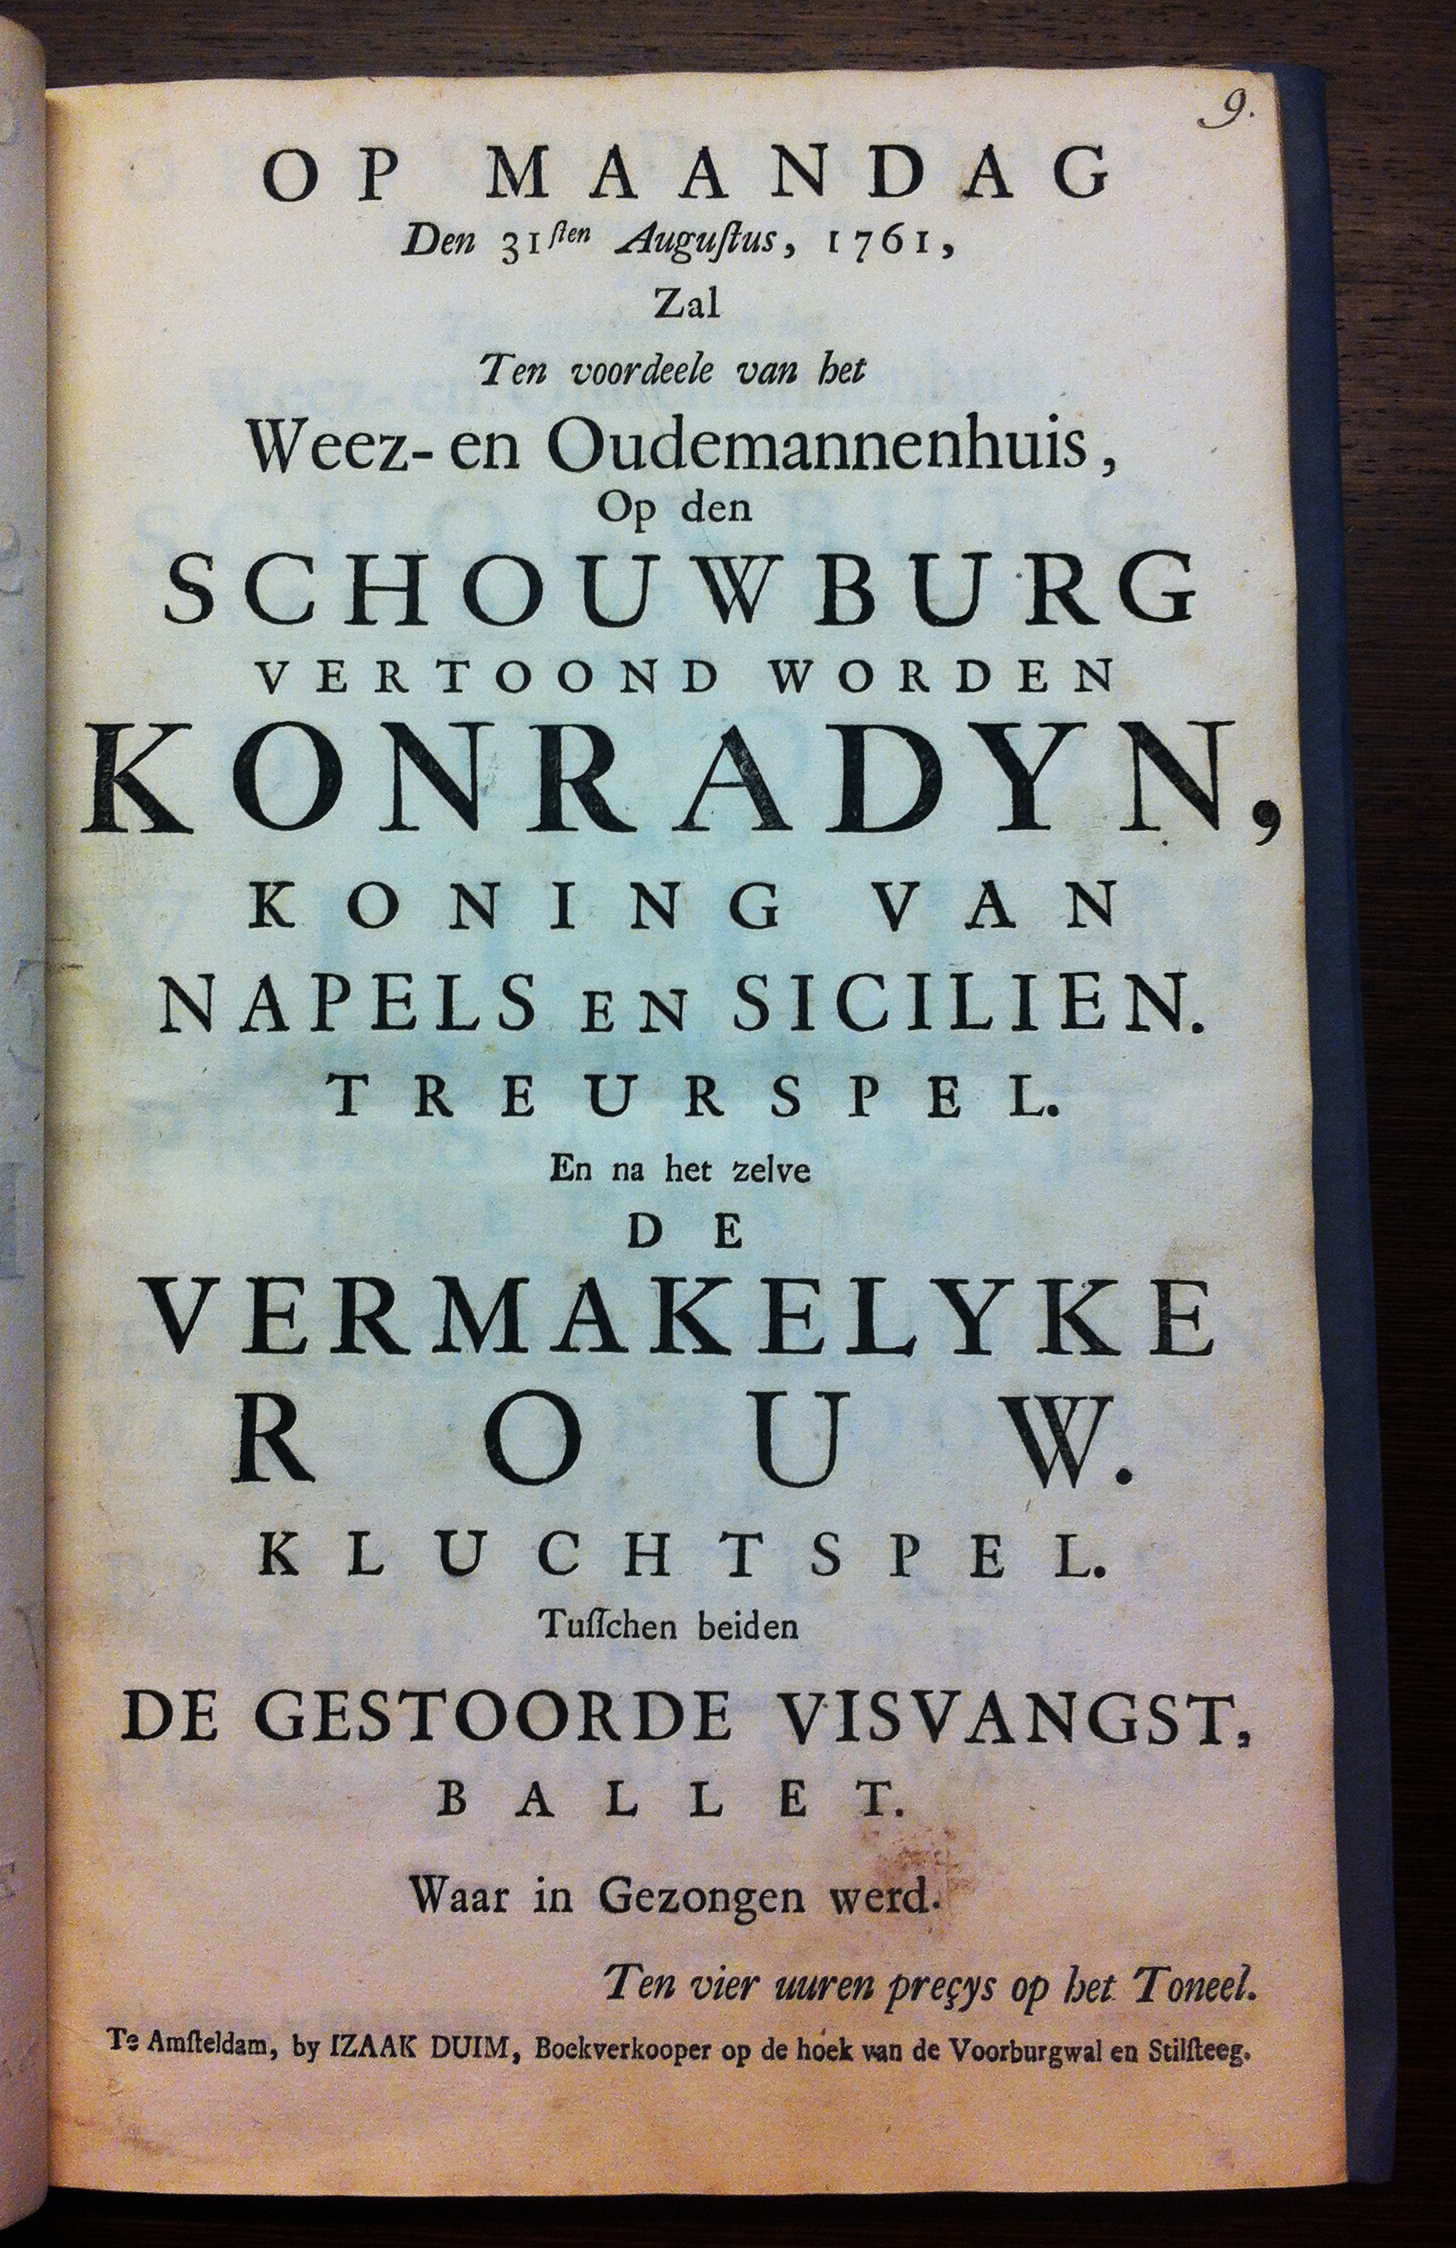 9.
OP MAANDAG
Den 31ſten Auguſtus, 1761,
Zal
Ten voordeele van het
Weez- en Oudemannenhuis,
Op den
SCHOUWBURG
VERTOOND WORDEN
KONRADYN,
KONING VAN
NAPELS EN SICILIEN.
TREURSPEL.
En na het zelve
DE
VERMAKELYKE
ROUW.
KLUCHTSPEL.
Tuſſchen beiden
DE GESTOORDE VISVANGST,
BALLET.
Waar in Gezongen werd.
Ten vier uuren preçys op het Toneel.
Te Amſteldam, by IZAAK DUIM, Boekverkooper op de hoek van de Voorburgwal en Stilſteeg.